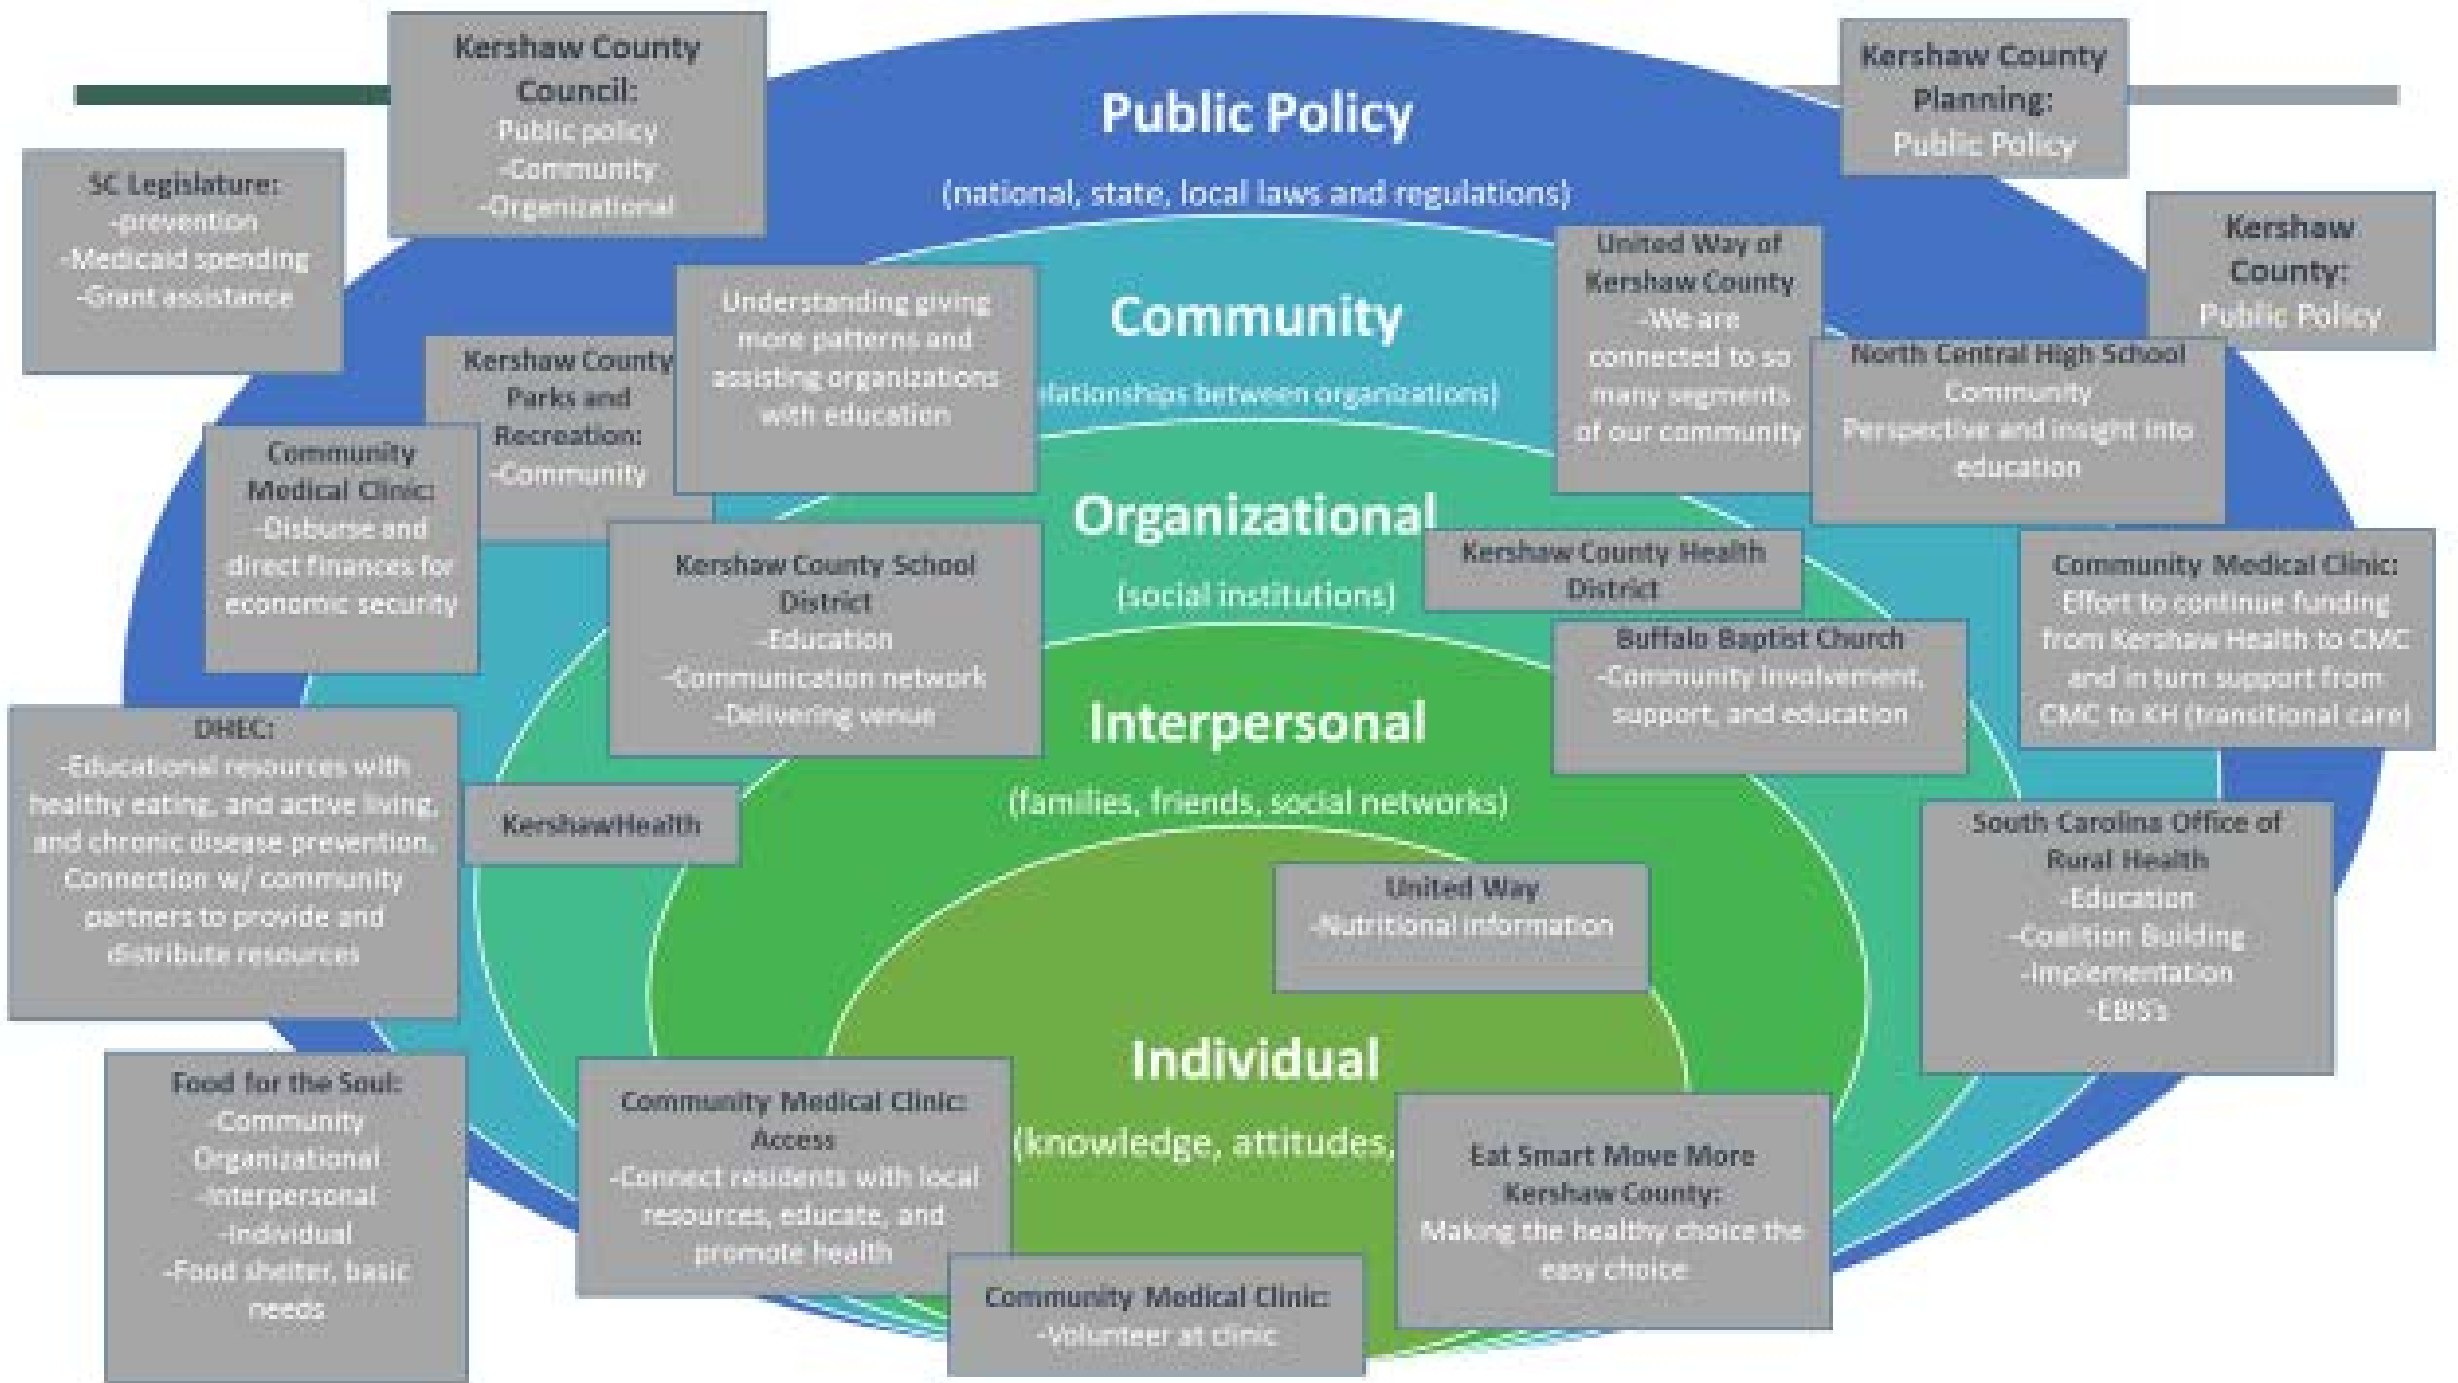 Kershaw County
Council:
Public policy
-Community
-Organizational
Kershaw County
Planning:
Public Policy
Public Policy
(national, state, local laws and regulations)
SC Legislature:
-prevention
-Medicaid spending
-Grant assistance
Kershaw
County:
Public Policy
United Way of
Kershaw County
-We are
connected to so
many segments
of our community
Understanding giving
more patterns and
assisting organizations
with education
Community
elationships between organizations)
Kershaw County
Parks and
Recreation:
-Community
North Central High School
Community
Perspective and insight into
education
Community
Medical Clinic:
-Disburse and
direct finances for
economic security
Organizational
(social institutions)
Kershaw County School
District
-Education
-Communication network
-Delivering venue
Kershaw County Health
District
Community Medical Clinic:
Effort to continue funding
from Kershaw Health to CMC
and in turn support from
CMC to KH (transitional care)
Buffalo Baptist Church
-Community involvement,
support, and education
Interpersonal
(families, friends, social networks)
DHEC:
-Educational resources with
healthy eating, and active living,
and chronic disease prevention.
Connection w/ community
partners to provide and
distribute resources
KershawHealth
South Carolina Office of
Rural Health
-Education
-Coalition Building
-Implementation
-EBIS's
United Way
-Nutritional information
Individual
(knowledge, attitudes,
Food for the Soul:
-Community
Organizational
-Interpersonal
-Individual
-Food shelter, basic
needs
Community Medical Clinic:
Access
-Connect residents with local
resources, educate, and
promote health
Eat Smart Move More
Kershaw County:
Making the healthy choice the
easy choice
Community Medical Clinic:
-Volunteer at clinic